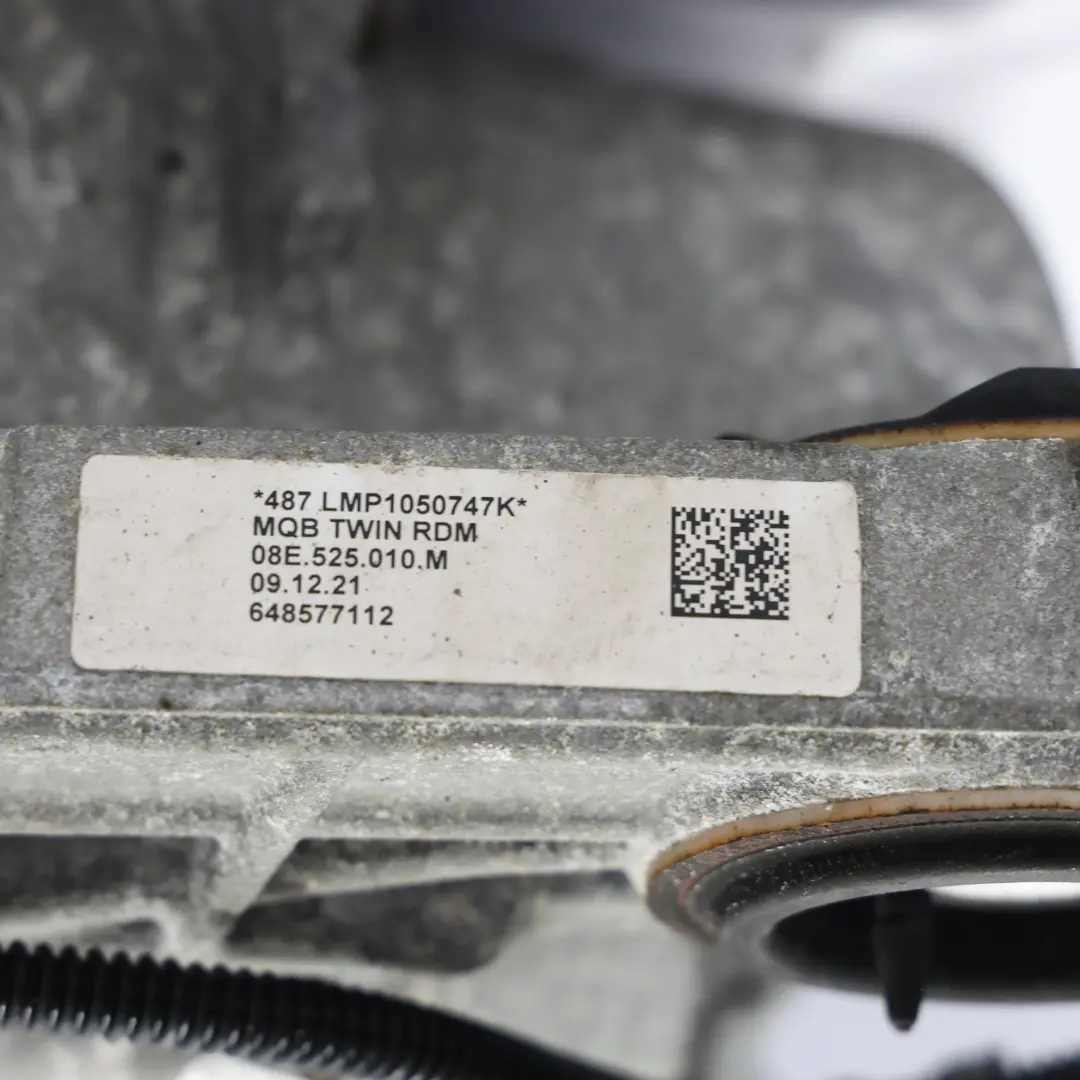 *487 LMP1050747K*
MQB TWIN RDM
08E.525.010.M
09.12.21
648577112